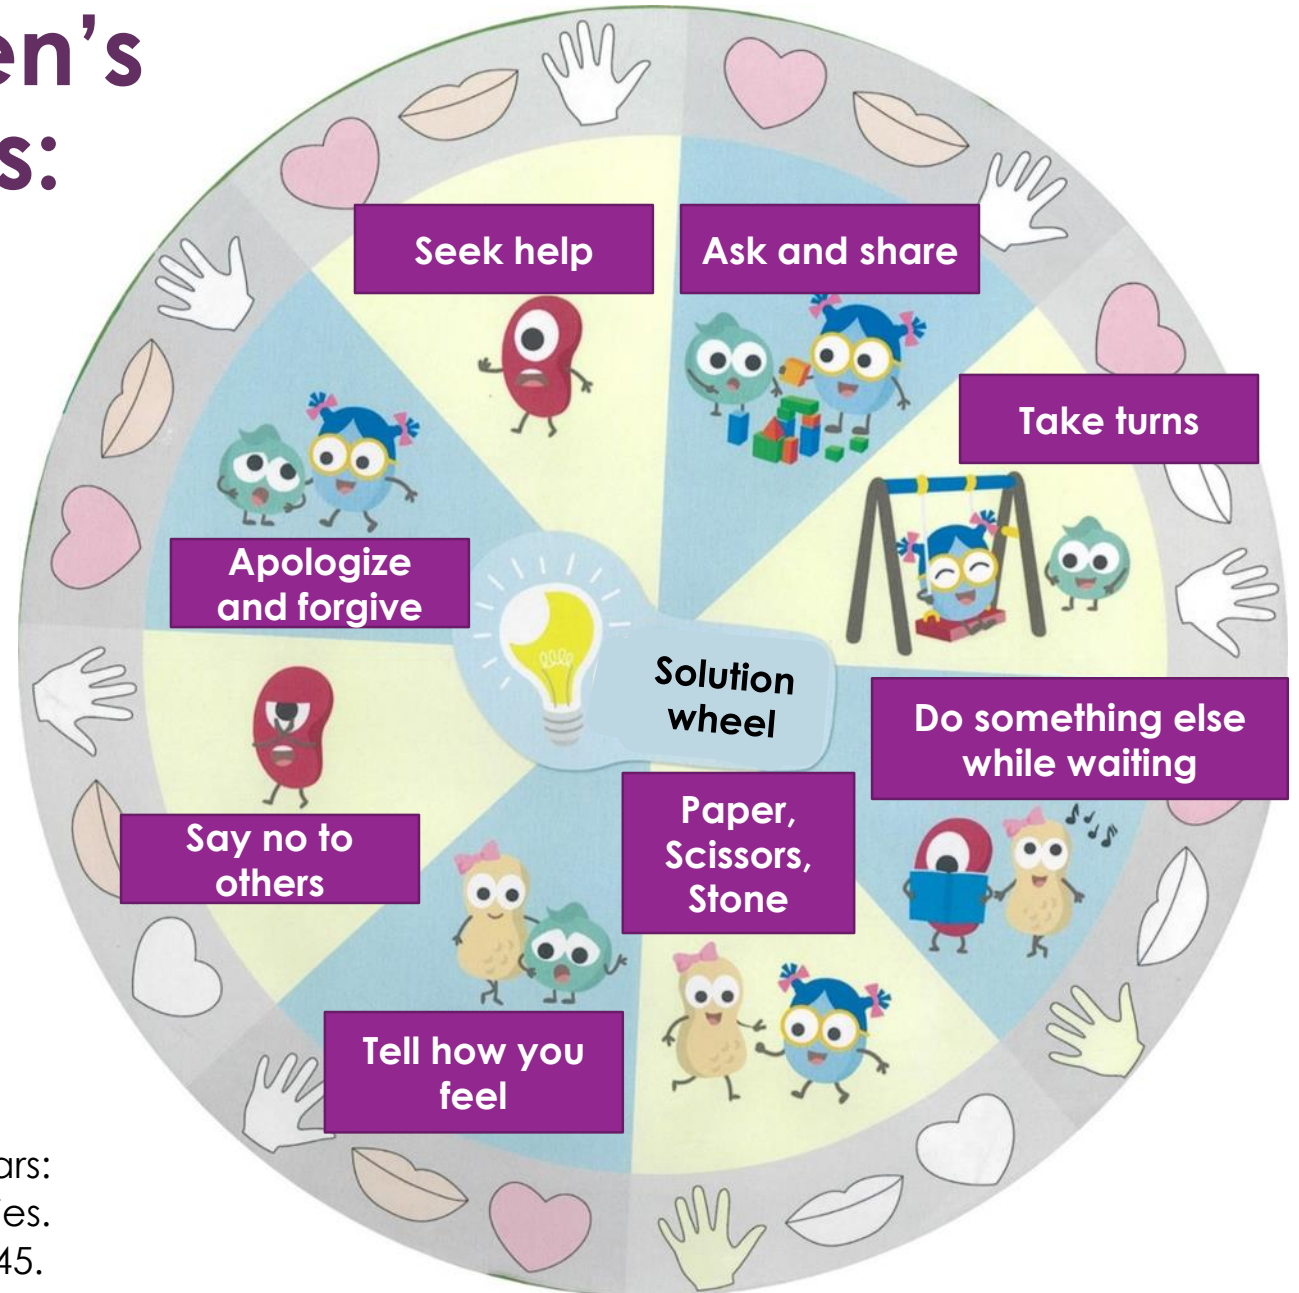 en's
s:
Seek help
Ask and share
Take turns
Apologize
and forgive
Solution
wheel
Do something else
while waiting
Paper,
Scissors,
Stone
Say no to
others
Tell how you
feel
ars:
ies.
45.